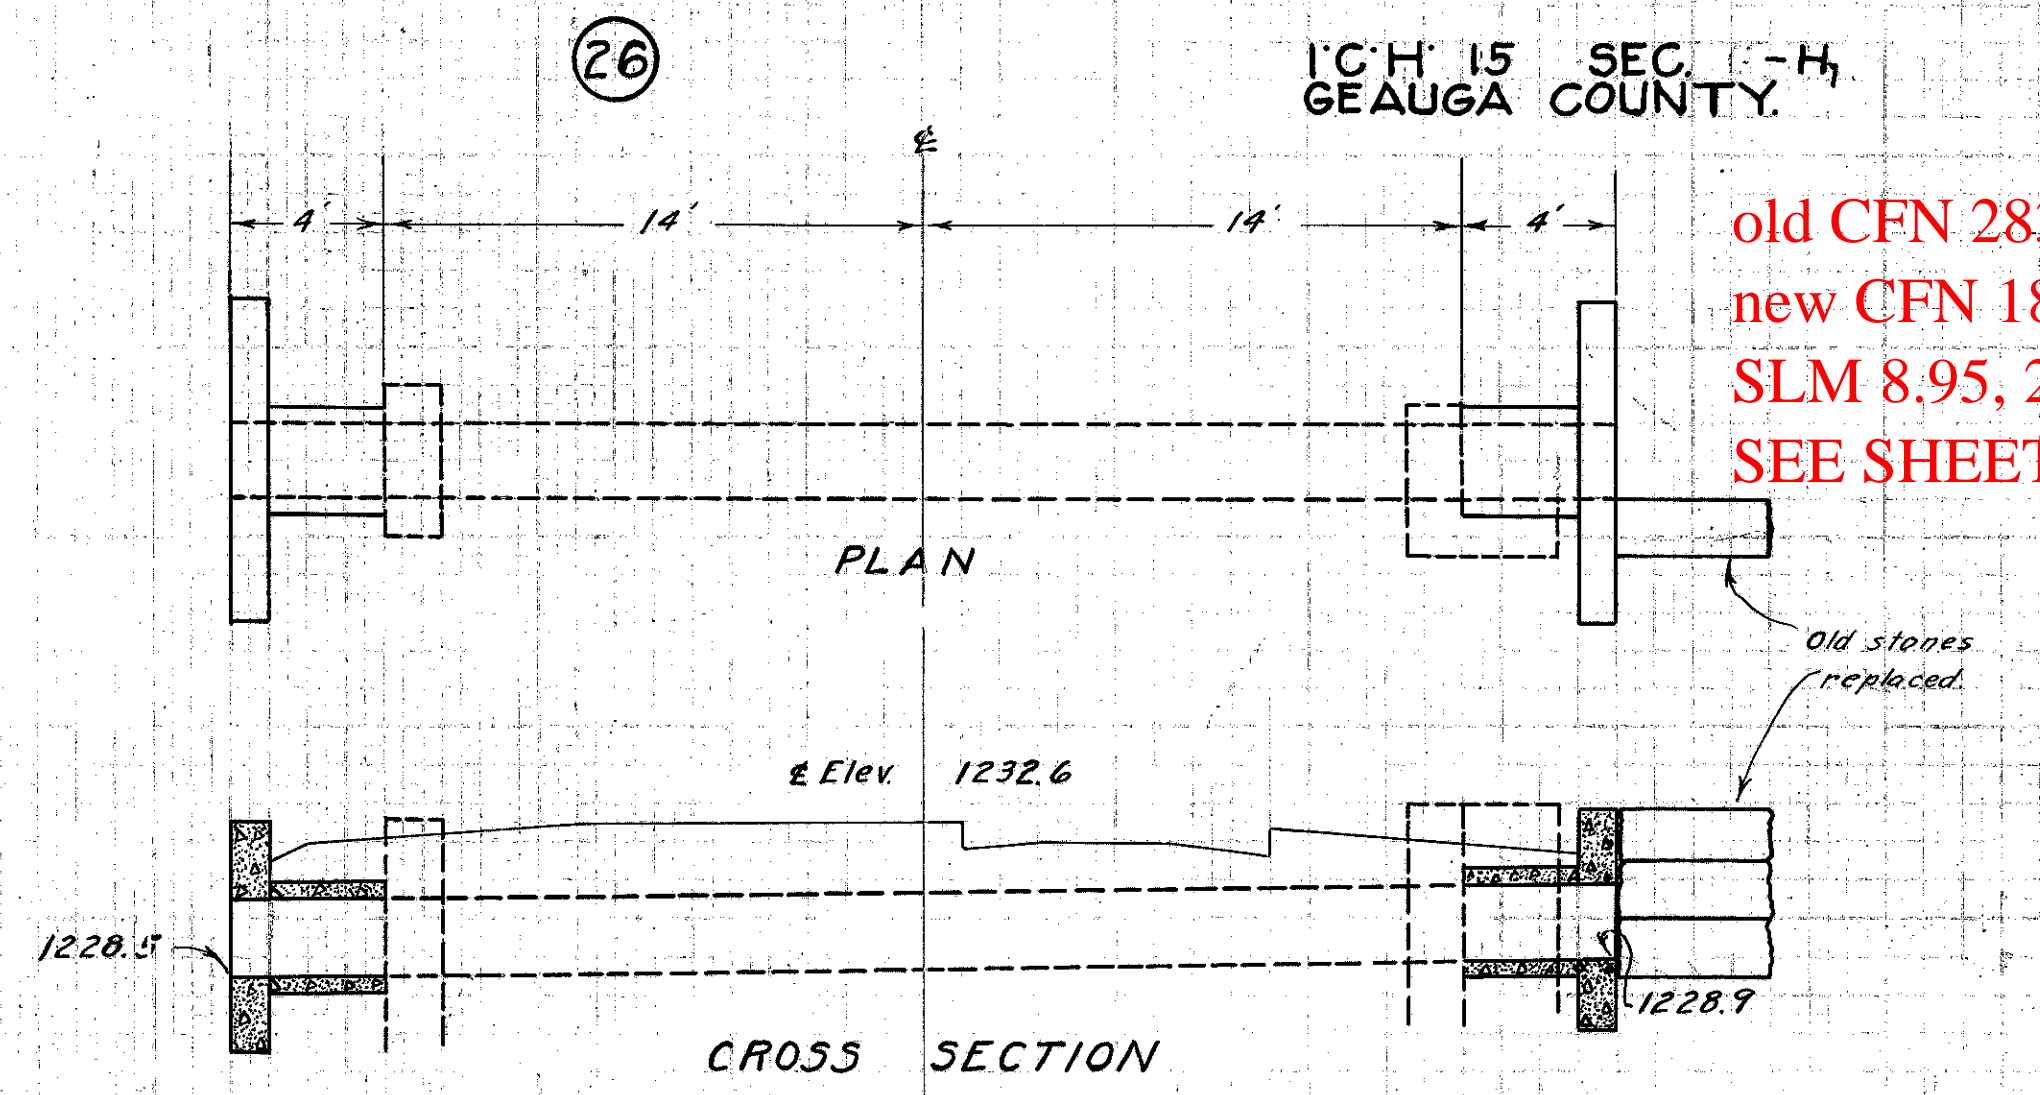 26
I.C.H. 15 SEC. - H,
GEAUGA COUNTY.
℄
4' 14' 14' 4'
old CFN 28
new CFN 18
SLM 8.95, 2
SEE SHEET
PLAN
Old stones
replaced.
℄ Elev. 1232.6
1228.5
1228.9
CROSS SECTION